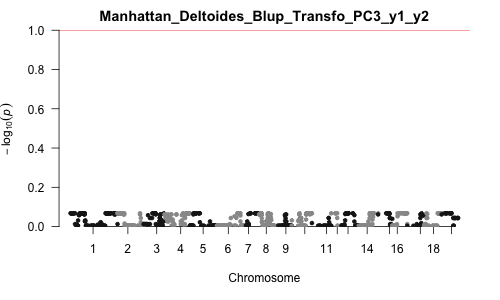 Manhattan_Deltoides_Blup_Transfo_PC3_y1_y2
1.0
0.8
0.6
0.4
0.2
0.0
− log10(p)
1 2 3 4 5 6 7 8 9 11 14 16 18
Chromosome